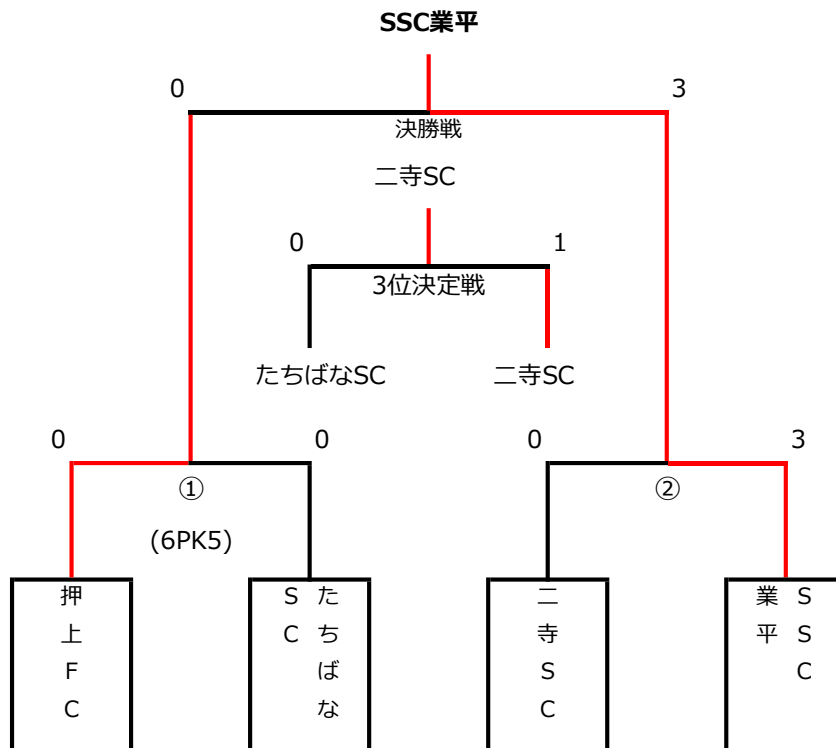 SSC業平
0
3
決勝戦
二寺SC
0
1
3位決定戦
たちばなSC
二寺SC
0
0
0
3
①
②
(6PK5)
押上FC
たちばな
SC
二寺SC
SSC
業平